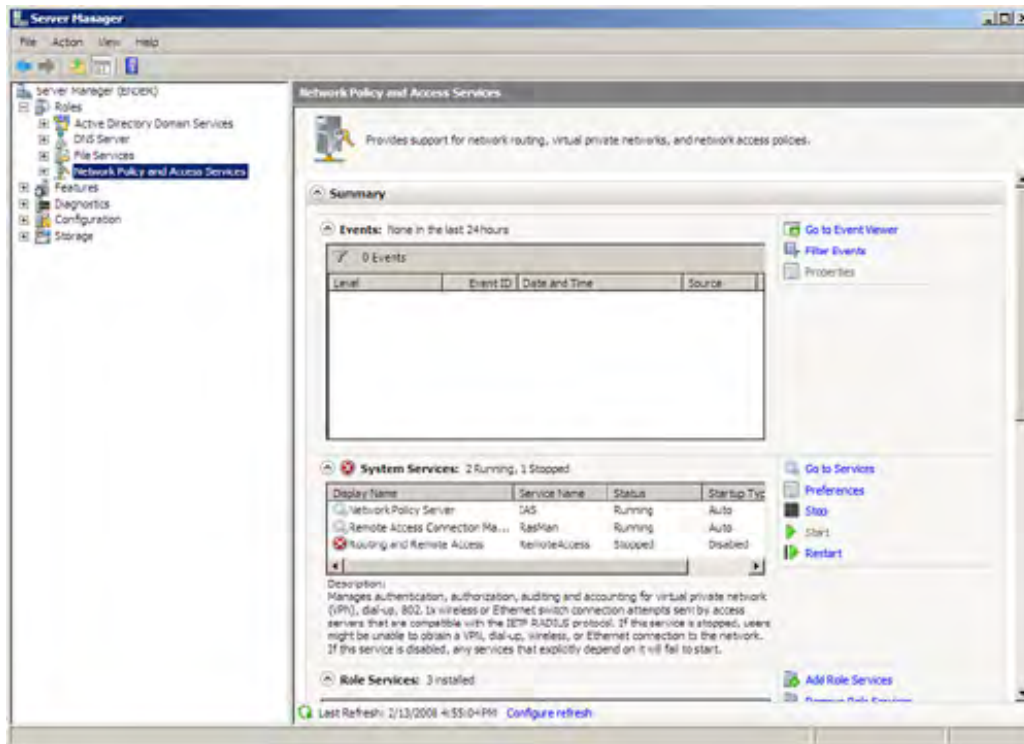 Server Manager
File Action View Help
Server Manager (ENDER)
Roles
Active Directory Domain Services
DNS Server
File Services
Network Policy and Access Services
Features
Diagnostics
Configuration
Storage
Network Policy and Access Services
Provides support for network routing, virtual private networks, and network access policies.
Summary
Events: None in the last 24 hours
0 Events
Level Event ID Date and Time Source
Go to Event Viewer
Filter Events
Properties
System Services: 2 Running, 1 Stopped
Display Name Service Name Status Startup Typ
Network Policy Server IAS Running Auto
Remote Access Connection Ma... RasMan Running Auto
Routing and Remote Access RemoteAccess Stopped Disabled
Description:
Manages authentication, authorization, auditing and accounting for virtual private network
(VPN), dial-up, 802.1x wireless or Ethernet switch connection attempts sent by access
servers that are compatible with the IETF RADIUS protocol. If this service is stopped, users
might be unable to obtain a VPN, dial-up, wireless, or Ethernet connection to the network.
If this service is disabled, any services that explicitly depend on it will fail to start.
Go to Services
Preferences
Stop
Start
Restart
Role Services: 3 installed
Add Role Services
Remove Role Services
Last Refresh: 2/13/2008 4:55:04 PM Configure refresh